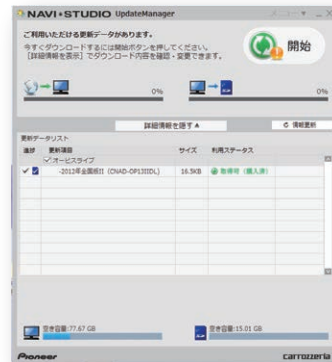 NAVI•STUDIO UpdateManager
ご利用いただける更新データがあります。
今すぐダウンロードするには開始ボタンを押してください。
[詳細情報を表示]でダウンロード内容を確認・変更できます。
開始
0%
0%
詳細情報を隠す▲
情報更新
更新データリスト
進捗 更新項目 サイズ 利用ステータス
オービスライブ
-2012年全国版II (CNAD-OP13IIDL) 16.5KB 取得可(購入済)
空き容量:77.67 GB
空き容量:15.01 GB
Pioneer
carrozzeria